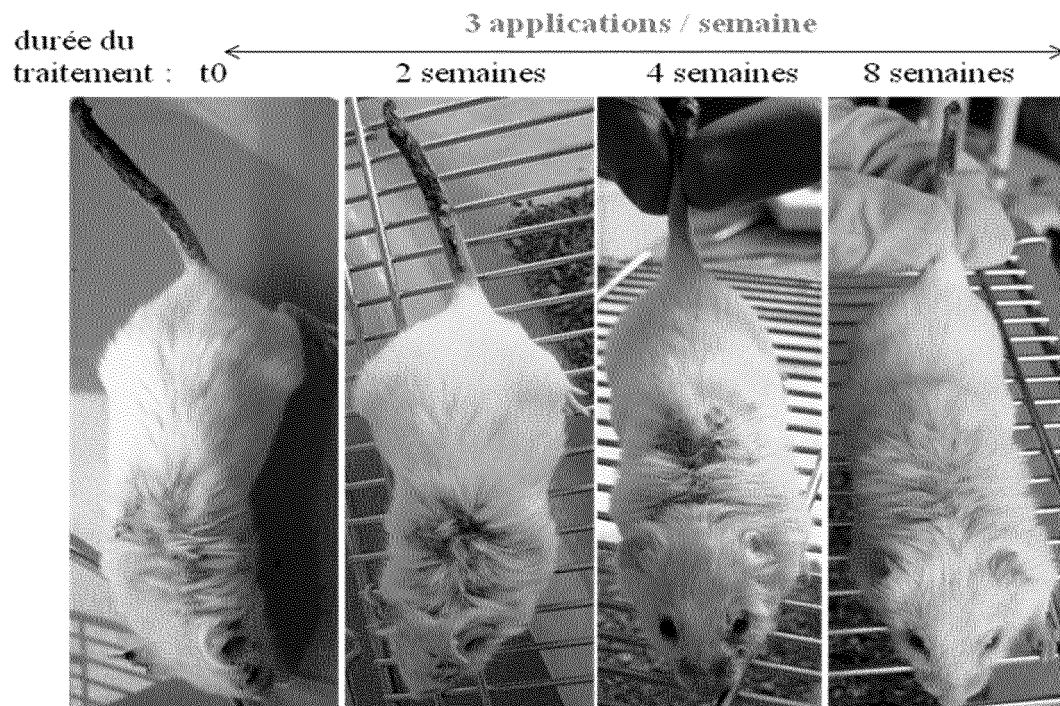 3 applications / semaine
durée du
traitement : t0 2 semaines 4 semaines 8 semaines